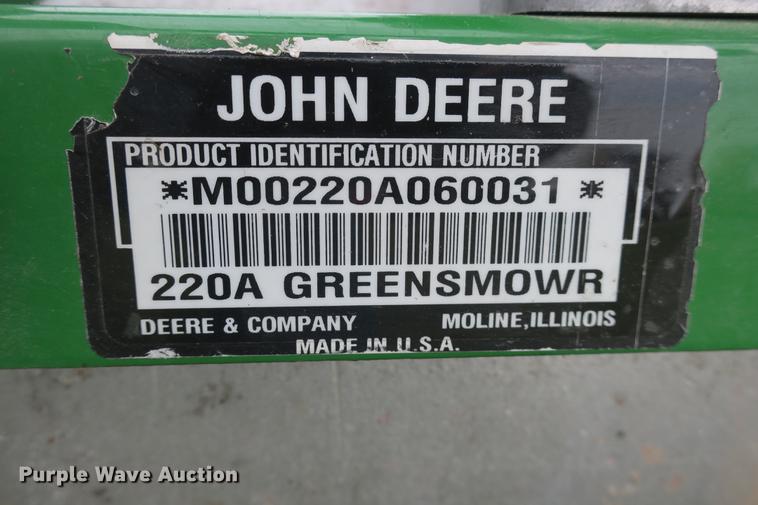 JOHN DEERE
PRODUCT IDENTIFICATION NUMBER
*M00220A060031*
220A GREENSMOWR
DEERE & COMPANY MOLINE, ILLINOIS
MADE IN U.S.A.
Purple Wave Auction